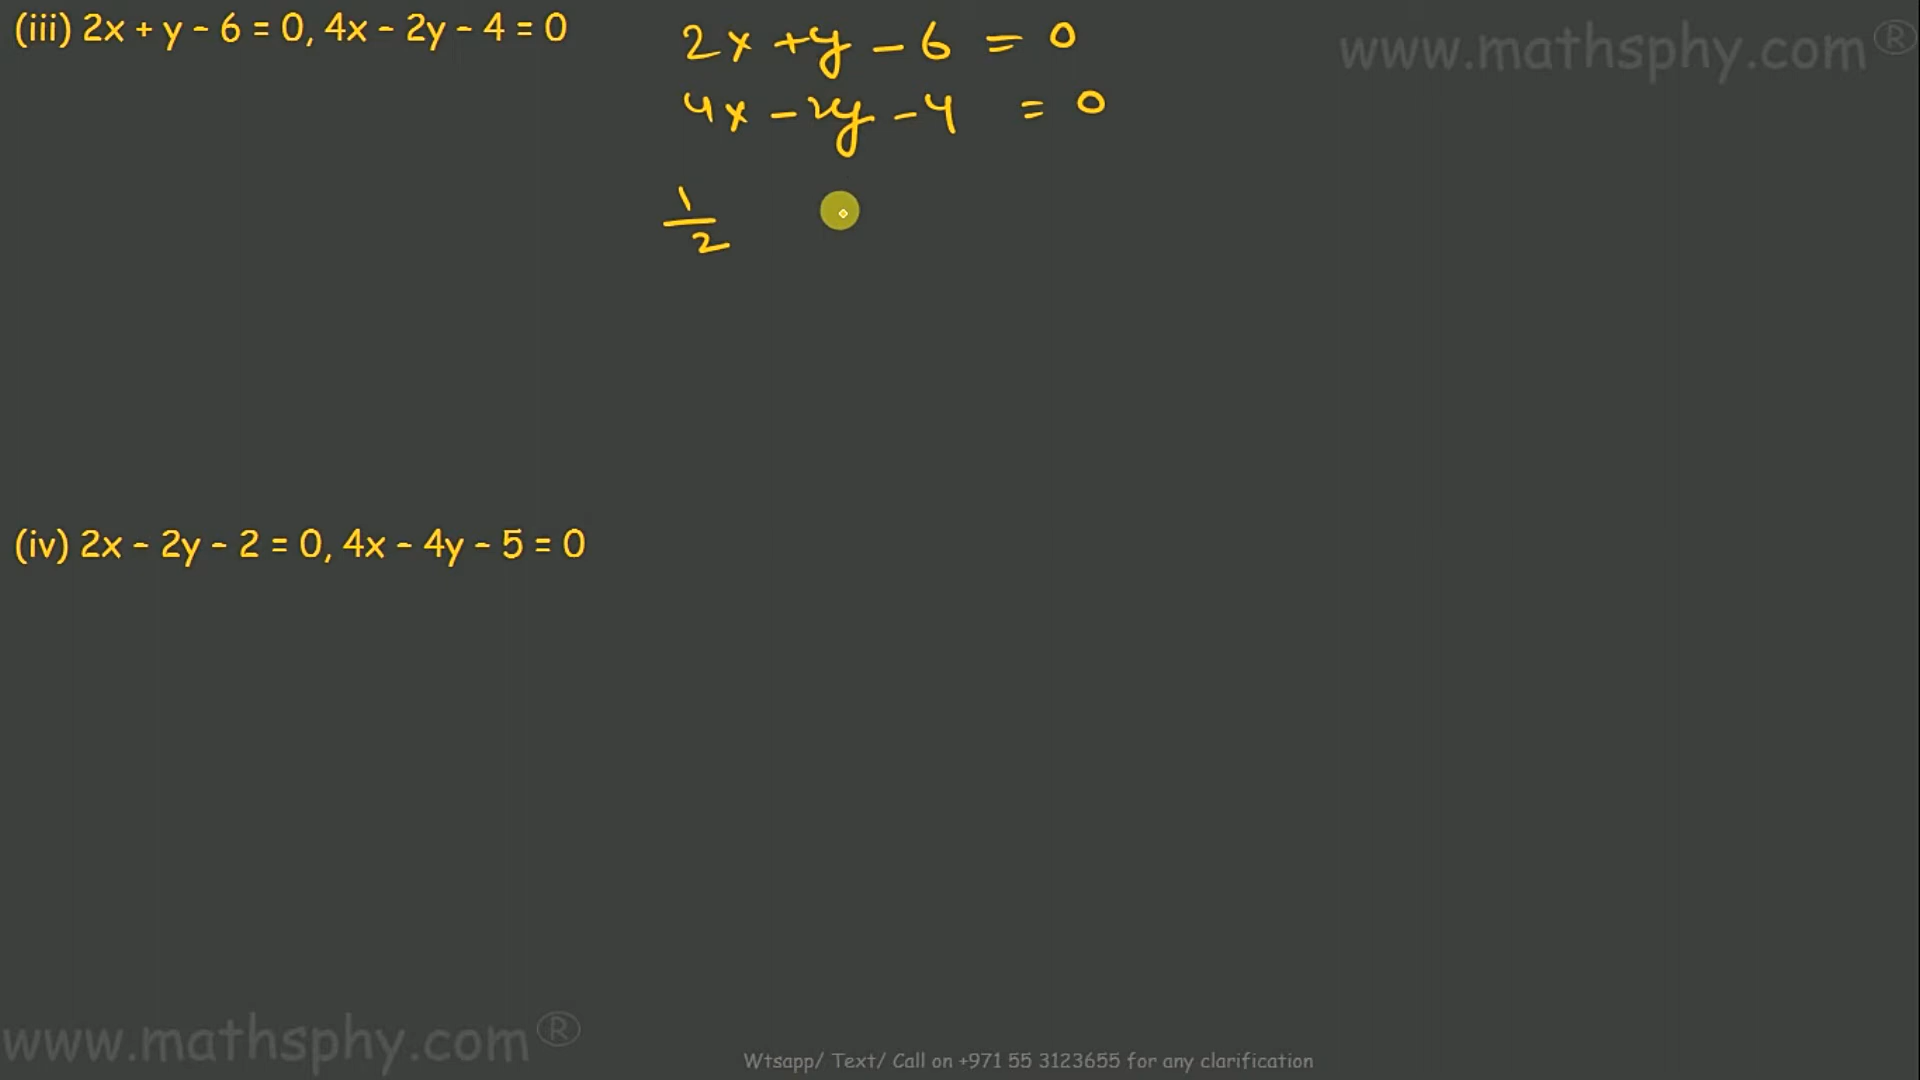 (iii) 2x + y - 6 = 0, 4x - 2y - 4 = 0
2x + y - 6 = 0
4x - 2y - 4 = 0
1/2
www.mathsphy.com®
(iv) 2x - 2y - 2 = 0, 4x - 4y - 5 = 0
www.mathsphy.com®
Wtsapp/ Text/ Call on +971 55 3123655 for any clarification